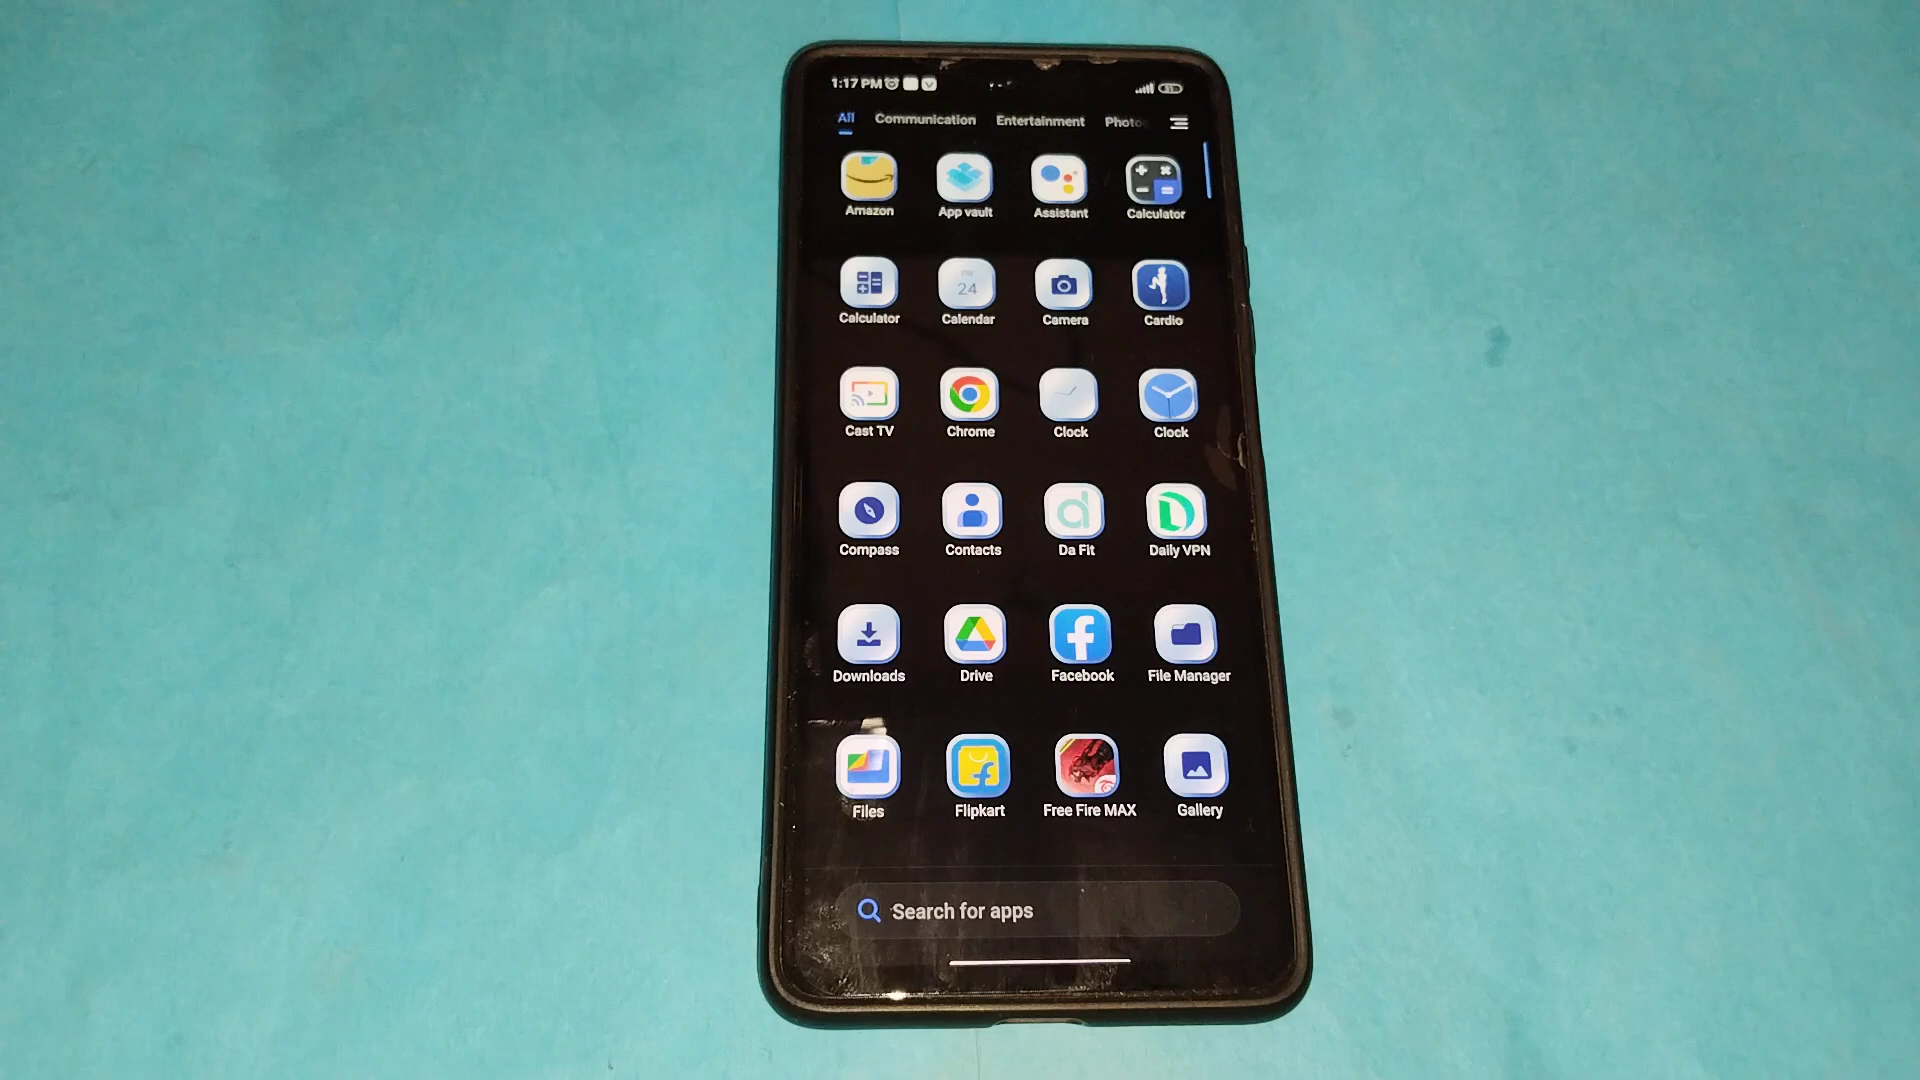 1:17 PM
All Communication Entertainment Photo
Amazon App vault Assistant Calculator
24
Calculator Calendar Camera Cardio
Cast TV Chrome Clock Clock
Compass Contacts Da Fit Daily VPN
Downloads Drive Facebook File Manager
Files Flipkart Free Fire MAX Gallery
Search for apps